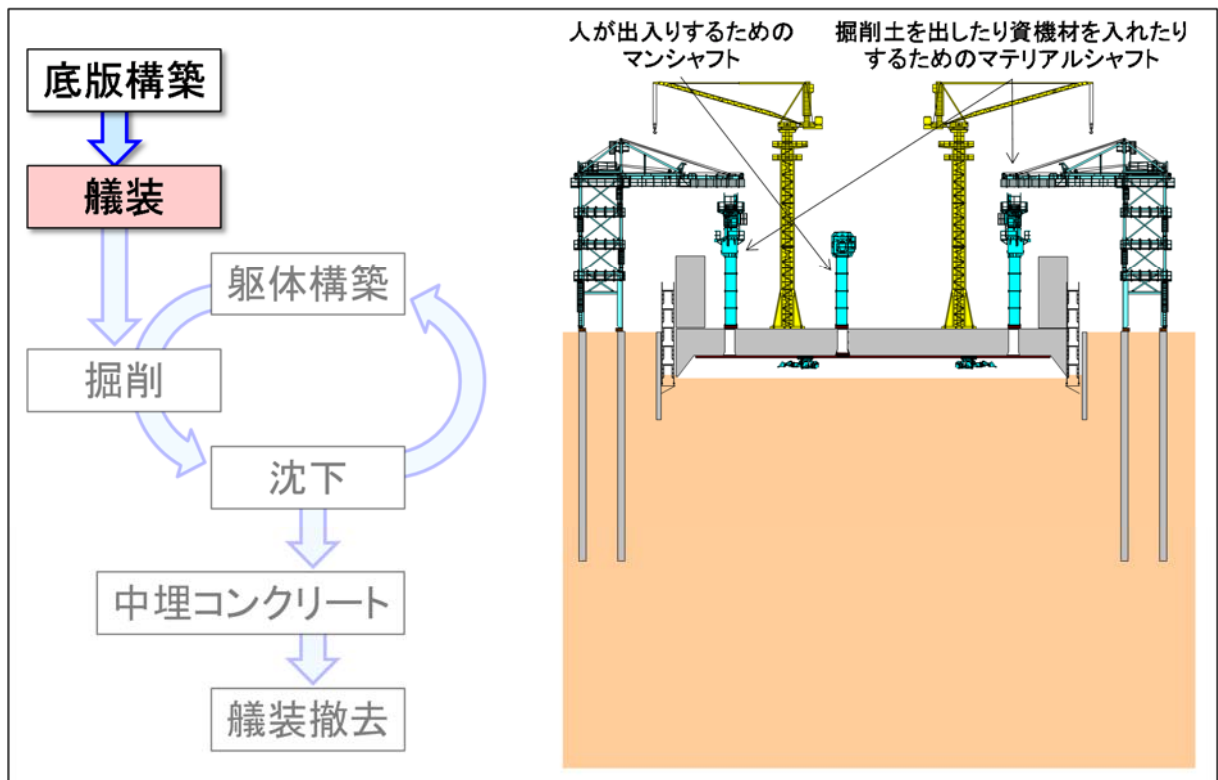 底版構築
艤装
躯体構築
掘削
沈下
中埋コンクリート
艤装撤去
人が出入りするための
マンシャフト
掘削土を出したり資機材を入れたり
するためのマテリアルシャフト